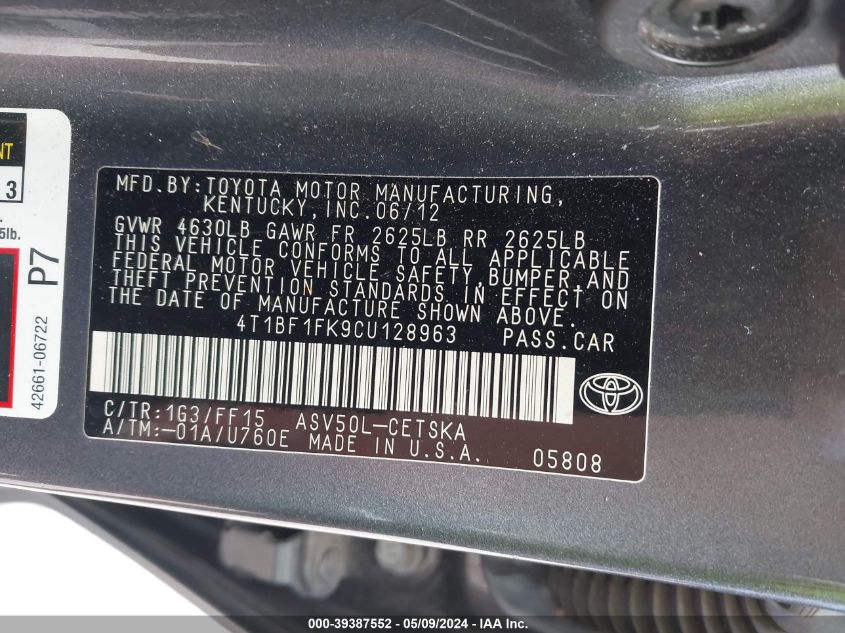 NT
3
.
5lb.
P7
42661-06722
MFD.BY:TOYOTA MOTOR MANUFACTURING,
KENTUCKY,INC.06/12
GVWR 4630LB GAWR FR 2625LB RR 2625LB
THIS VEHICLE CONFORMS TO ALL APPLICABLE
FEDERAL MOTOR VEHICLE SAFETY,BUMPER,AND
THEFT PREVENTION STANDARDS IN EFFECT ON
THE DATE OF MANUFACTURE SHOWN ABOVE.
4T1BF1FK9CU128963 PASS.CAR
C/TR:1G3/FF15 ASV50L-CETSKA
A/TM:-01A/U760E MADE IN U.S.A. 05808
000-39387552 - 05/09/2024 - IAA Inc.